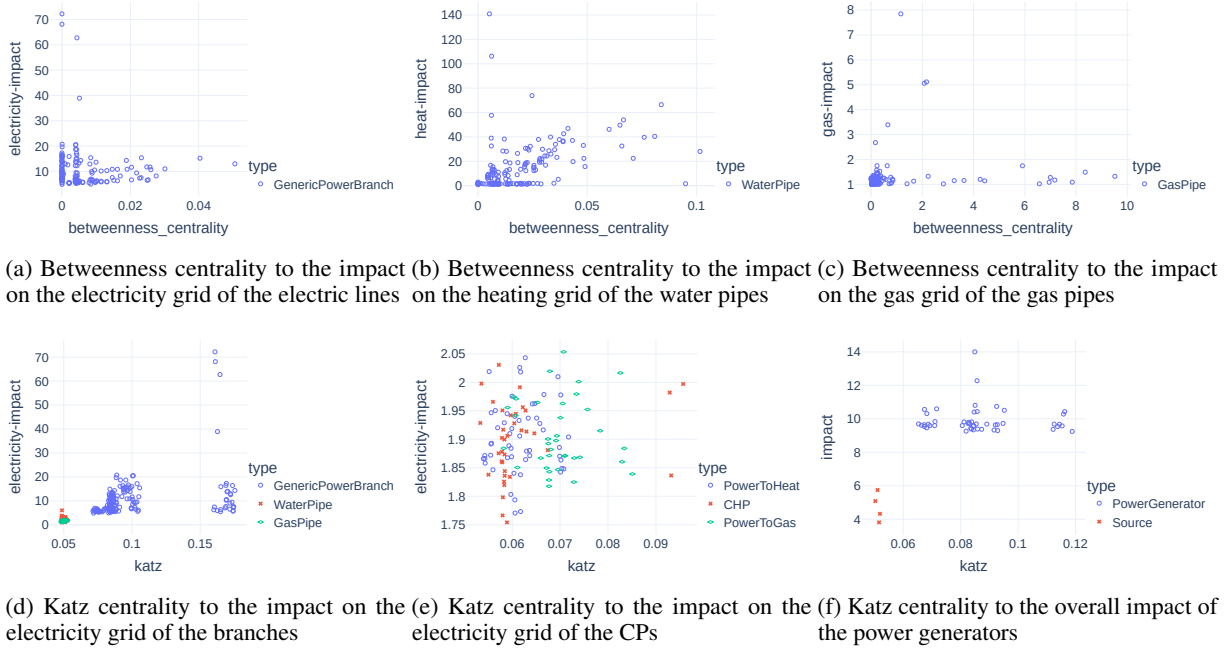 70
60
50
40
30
20
10
electricity-impact
0
0.02
0.04
betweenness_centrality
type
GenericPowerBranch
140
120
100
80
60
40
20
0
heat-impact
0
0.05
0.1
betweenness_centrality
type
WaterPipe
8
7
6
5
4
3
2
1
gas-impact
0
2
4
6
8
10
betweenness_centrality
type
GasPipe
(a) Betweenness centrality to the impact
on the electricity grid of the electric lines
(b) Betweenness centrality to the impact
on the heating grid of the water pipes
(c) Betweenness centrality to the impact
on the gas grid of the gas pipes
70
60
50
40
30
20
10
0
electricity-impact
0.05
0.1
0.15
katz
type
GenericPowerBranch
WaterPipe
GasPipe
2.05
2
1.95
1.9
1.85
1.8
1.75
electricity-impact
0.06
0.07
0.08
0.09
katz
type
PowerToHeat
CHP
PowerToGas
14
12
10
8
6
4
impact
0.06
0.08
0.1
0.12
katz
type
PowerGenerator
Source
(d) Katz centrality to the impact on the
electricity grid of the branches
(e) Katz centrality to the impact on the
electricity grid of the CPs
(f) Katz centrality to the overall impact of
the power generators